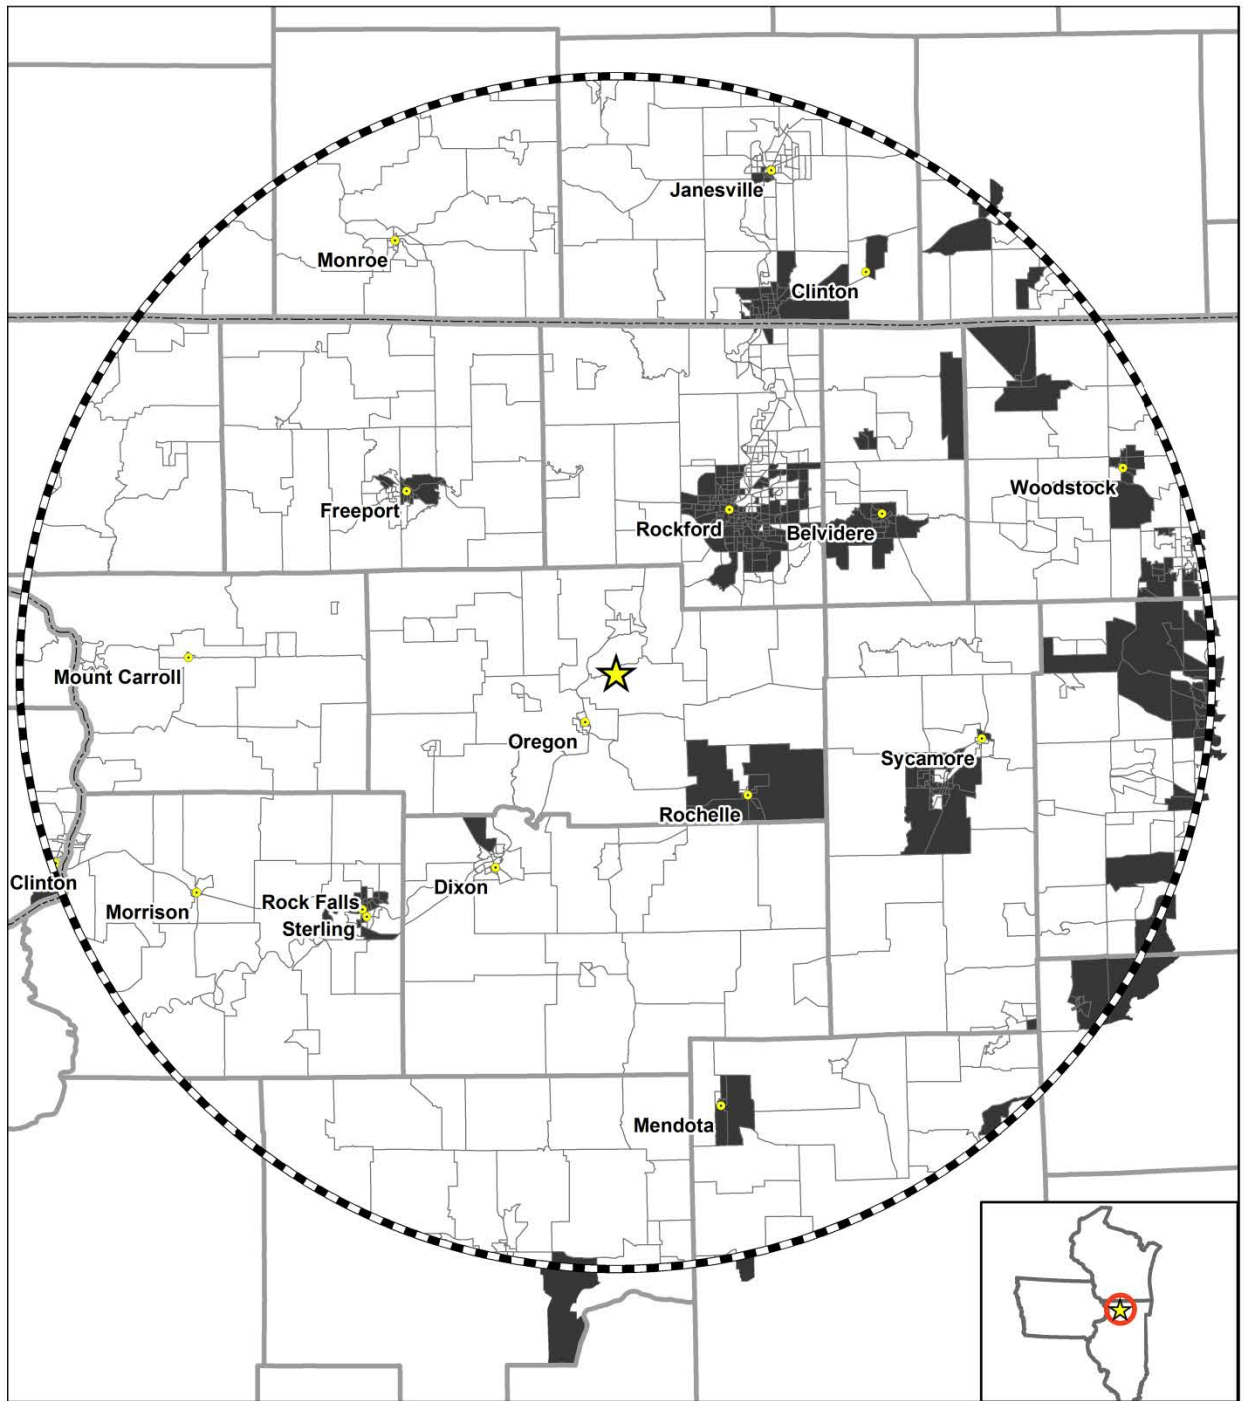 Janesville
Monroe
Clinton
Woodstock
Freeport
Rockford
Belvidere
Mount Carroll
Oregon
Sycamore
Rochelle
Clinton
Dixon
Rock Falls
Morrison
Sterling
Mendota